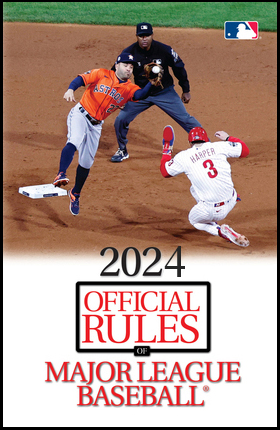 ASTROS
HARPER
3
2024
OFFICIAL
RULES
OF
MAJOR LEAGUE
BASEBALL®